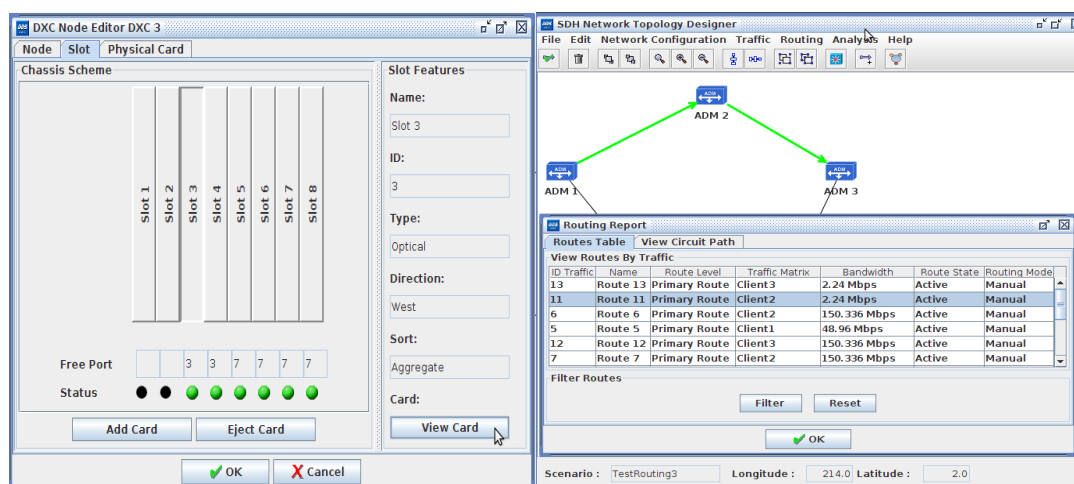 DXC Node Editor DXC 3
Node Slot Physical Card
Chassis Scheme
Slot 1
Slot 2
Slot 3
Slot 4
Slot 5
Slot 6
Slot 7
Slot 8
Free Port 3 3 7 7 7 7
Status
Add Card Eject Card
Slot Features
Name:
Slot 3
ID:
3
Type:
Optical
Direction:
West
Sort:
Aggregate
Card:
View Card
OK Cancel
SDH Network Topology Designer
File Edit Network Configuration Traffic Routing Analysis Help
ADM
ADM 2
ADM
ADM 1
ADM
ADM 3
Routing Report
Routes Table View Circuit Path
View Routes By Traffic
ID Traffic Name Route Level Traffic Matrix Bandwidth Route State Routing Mode
13 Route 13 Primary Route Client3 2.24 Mbps Active Manual
11 Route 11 Primary Route Client2 2.24 Mbps Active Manual
6 Route 6 Primary Route Client2 150.336 Mbps Active Manual
5 Route 5 Primary Route Client1 48.96 Mbps Active Manual
12 Route 12 Primary Route Client3 150.336 Mbps Active Manual
7 Route 7 Primary Route Client2 150.336 Mbps Active Manual
Filter Routes
Filter Reset
OK
Scenario : TestRouting3 Longitude : 214.0 Latitude : 2.0